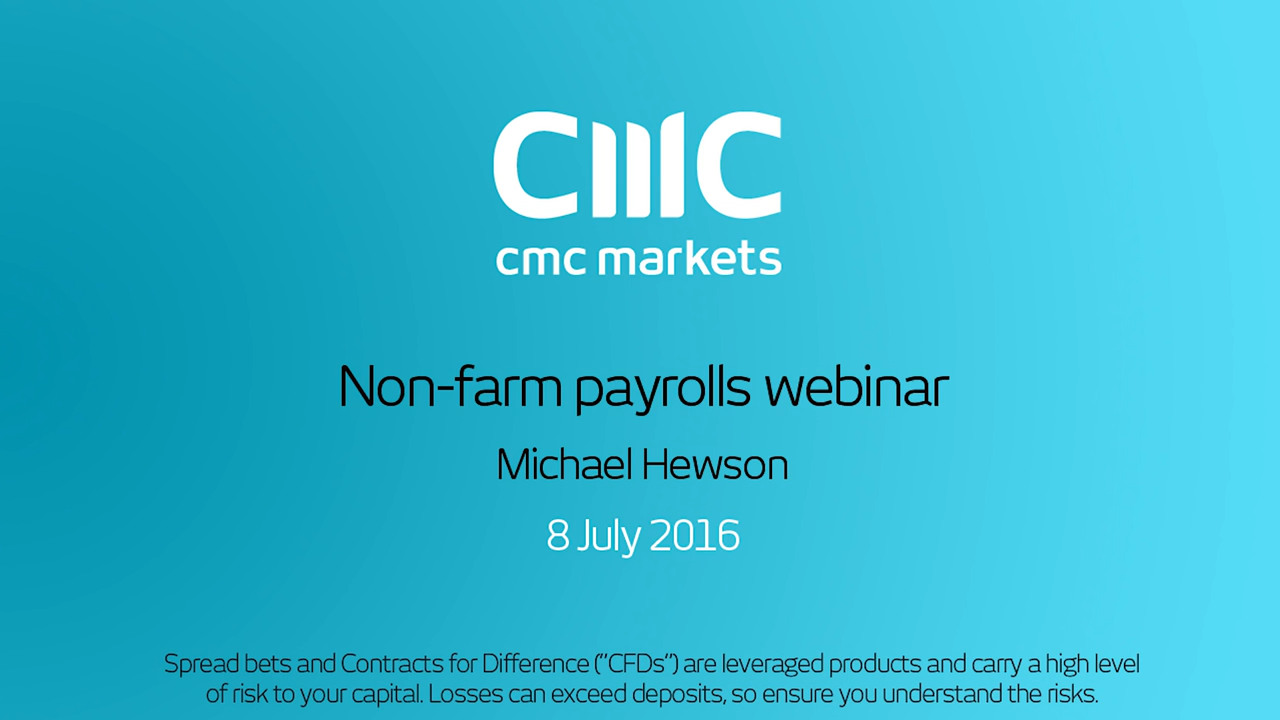 CMC
cmc markets
Non-farm payrolls webinar
Michael Hewson
8 July 2016
Spread bets and Contracts for Difference (”CFDs”) are leveraged products and carry a high level
of risk to your capital. Losses can exceed deposits, so ensure you understand the risks.